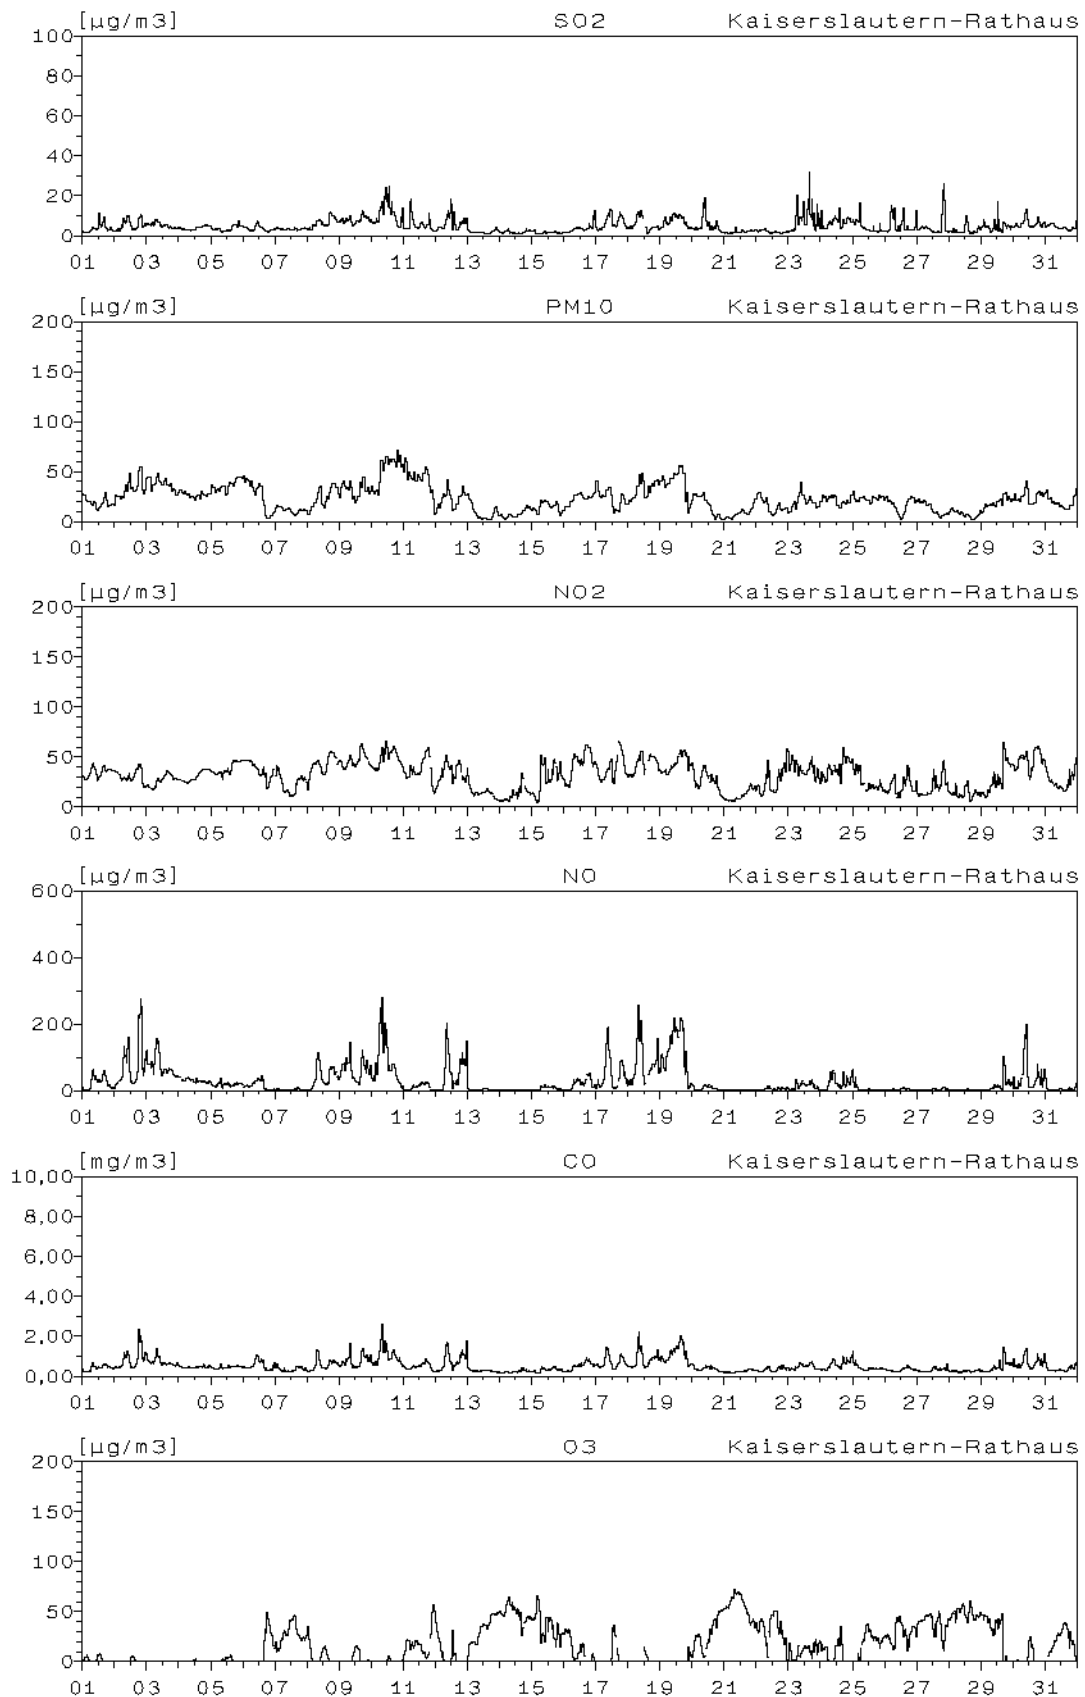 [µg/m3] SO2 Kaiserslautern-Rathaus
100
80
60
40
20
0
01 03 05 07 09 11 13 15 17 19 21 23 25 27 29 31
[µg/m3] PM10 Kaiserslautern-Rathaus
200
150
100
50
0
01 03 05 07 09 11 13 15 17 19 21 23 25 27 29 31
[µg/m3] NO2 Kaiserslautern-Rathaus
200
150
100
50
0
01 03 05 07 09 11 13 15 17 19 21 23 25 27 29 31
[µg/m3] NO Kaiserslautern-Rathaus
600
400
200
0
01 03 05 07 09 11 13 15 17 19 21 23 25 27 29 31
[mg/m3] CO Kaiserslautern-Rathaus
10,00
8,00
6,00
4,00
2,00
0,00
01 03 05 07 09 11 13 15 17 19 21 23 25 27 29 31
[µg/m3] O3 Kaiserslautern-Rathaus
200
150
100
50
0
01 03 05 07 09 11 13 15 17 19 21 23 25 27 29 31